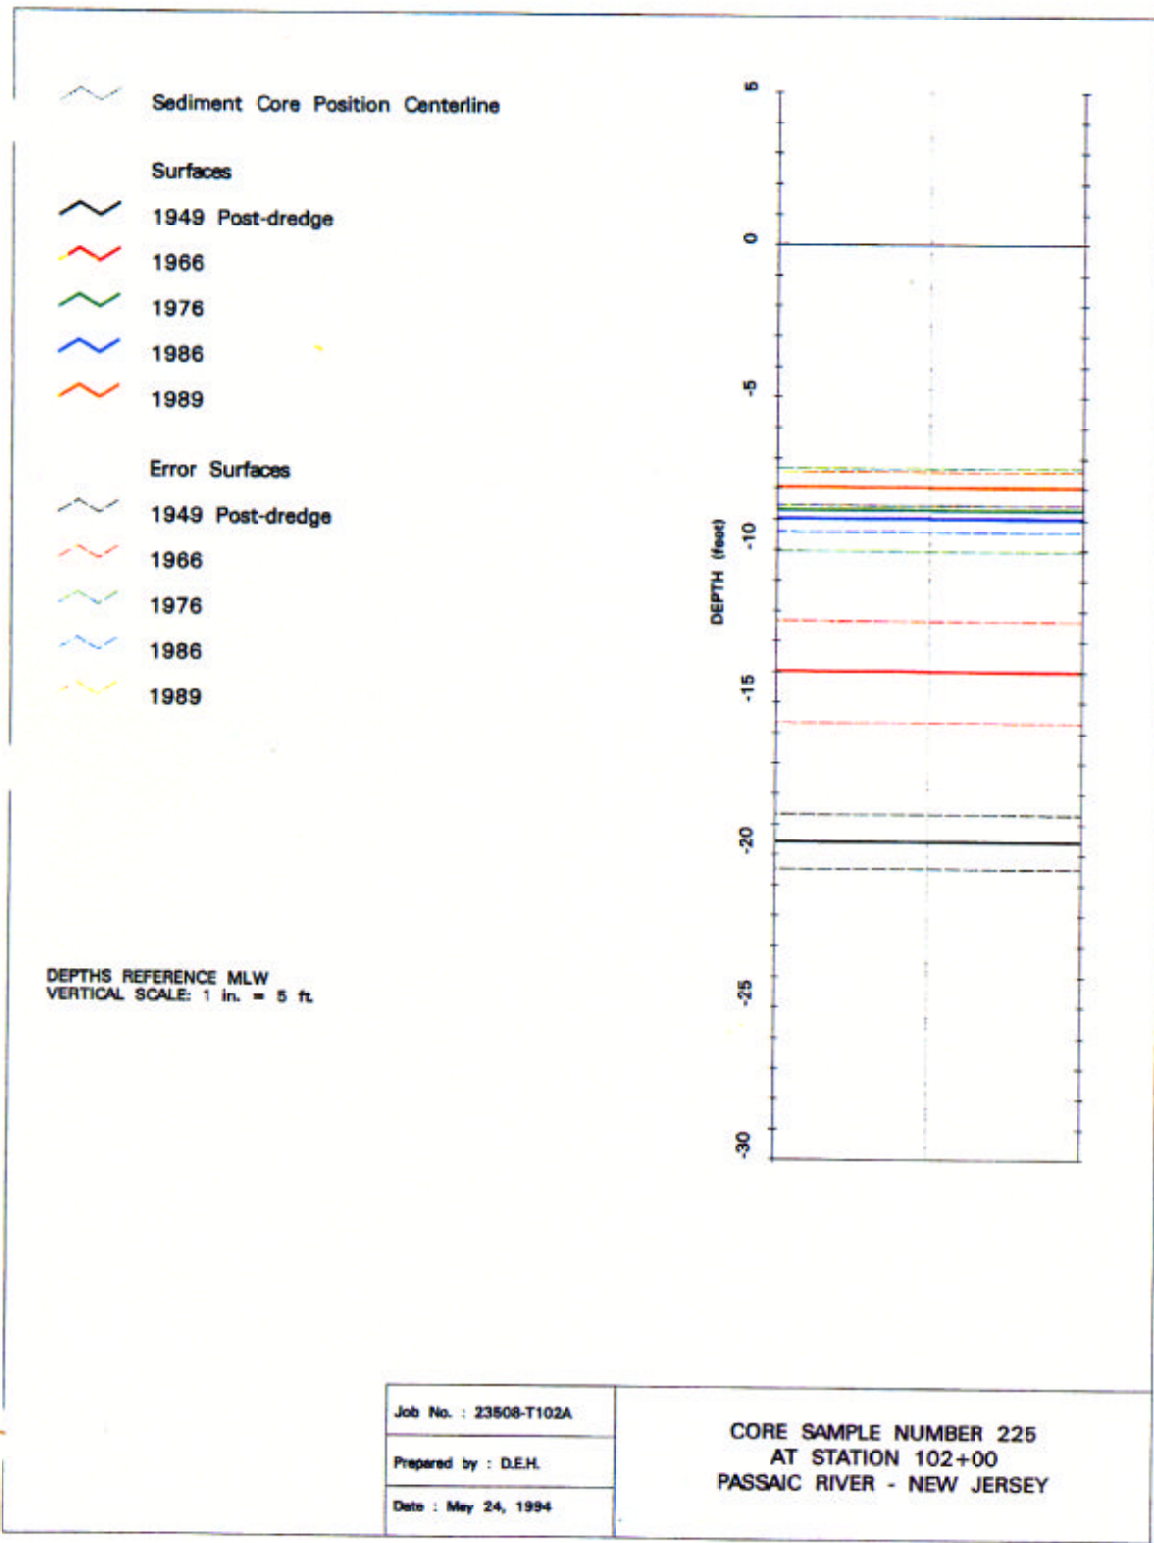 Sediment Core Position Centerline
Surfaces
1949 Post-dredge
1966
1976
1986
1989
Error Surfaces
1949 Post-dredge
1966
1976
1986
1989
DEPTHS REFERENCE MLW
VERTICAL SCALE: 1 in. = 5 ft.
5
0
-5
-10
-15
-20
-25
-30
DEPTH (feet)
Job No. : 23508-T102A
Prepared by : D.E.H.
Date : May 24, 1994
CORE SAMPLE NUMBER 225
AT STATION 102+00
PASSAIC RIVER - NEW JERSEY